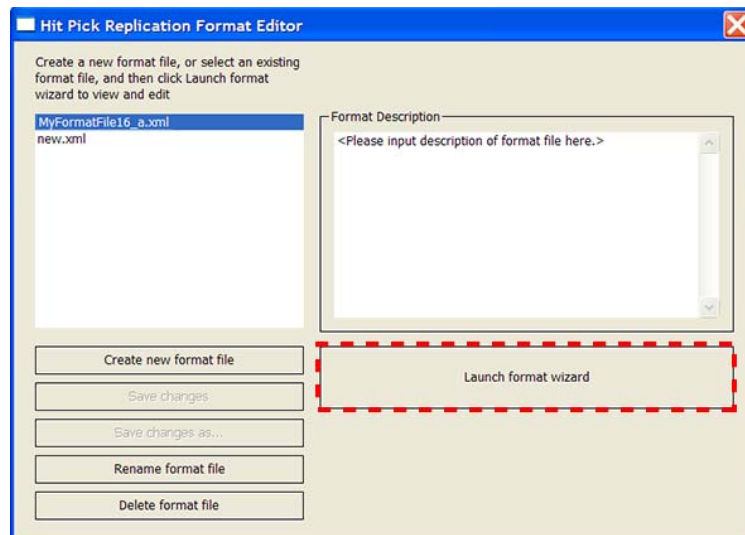 Hit Pick Replication Format Editor
Create a new format file, or select an existing
format file, and then click Launch format
wizard to view and edit
MyFormatFile16_a.xml
new.xml
Format Description
<Please input description of format file here.>
Create new format file
Save changes
Save changes as...
Rename format file
Delete format file
Launch format wizard